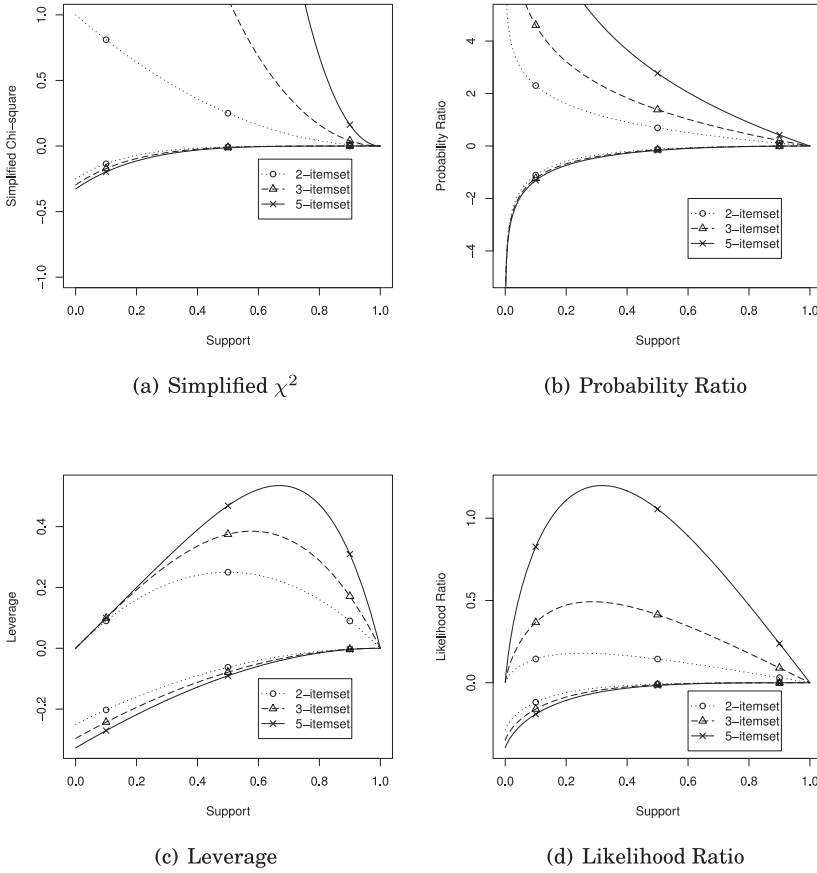 Simplified Chi−square
1.0
0.5
0.0
−0.5
−1.0
2−itemset
3−itemset
5−itemset
0.0 0.2 0.4 0.6 0.8 1.0
Support
(a) Simplified χ²
Probability Ratio
4
2
0
−2
−4
2−itemset
3−itemset
5−itemset
0.0 0.2 0.4 0.6 0.8 1.0
Support
(b) Probability Ratio
Leverage
0.4
0.2
0.0
−0.2
2−itemset
3−itemset
5−itemset
0.0 0.2 0.4 0.6 0.8 1.0
Support
(c) Leverage
Likelihood Ratio
1.0
0.5
0.0
2−itemset
3−itemset
5−itemset
0.0 0.2 0.4 0.6 0.8 1.0
Support
(d) Likelihood Ratio